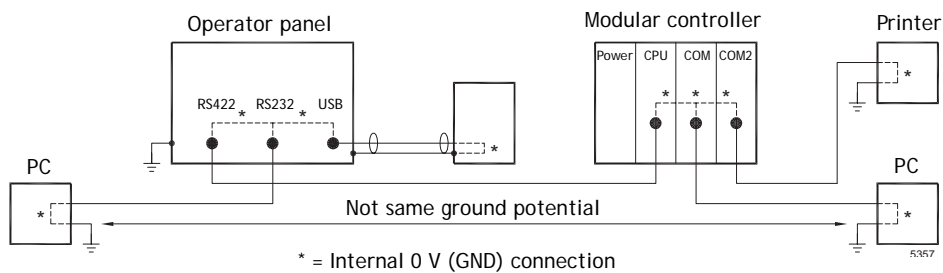 Operator panel
Modular controller
Printer
Power CPU COM COM2
* * *
*
RS422 * RS232 * USB
*
PC
*
Not same ground potential
PC
*
5357
* = Internal 0 V (GND) connection